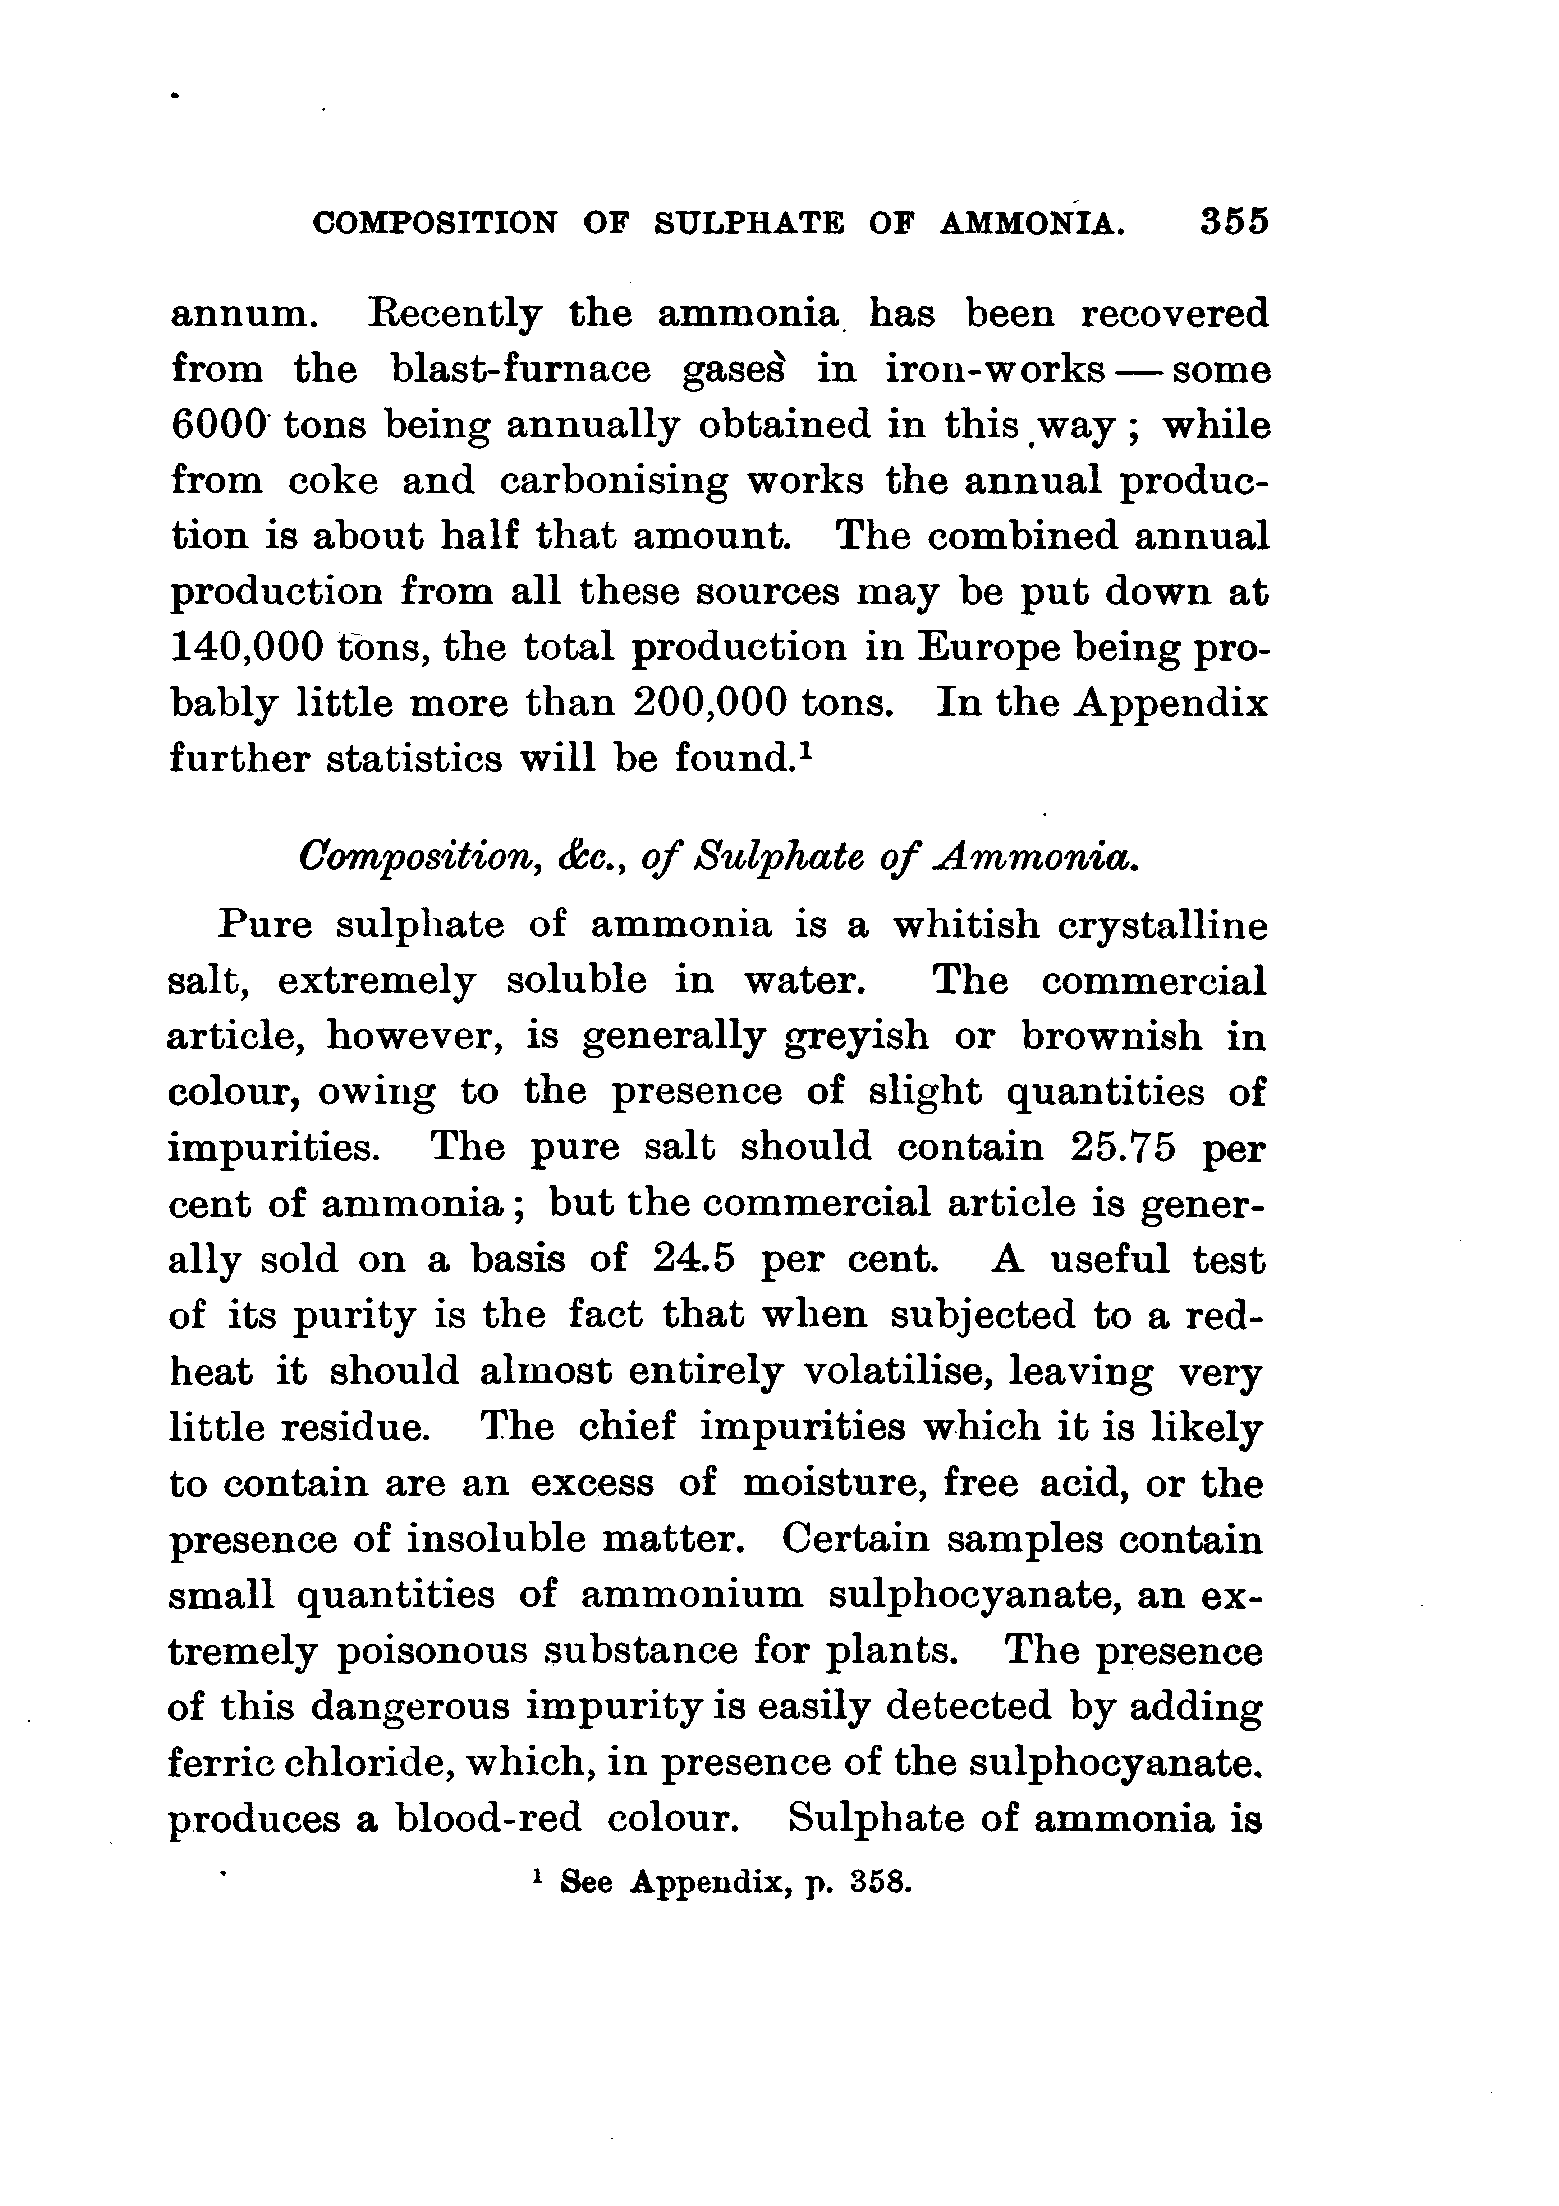 COMPOSITION OF SULPHATE OF AMMONIA. 355
annum. Recently the ammonia has been recovered
from the blast-furnace gases in iron-works — some
6000 tons being annually obtained in this way; while
from coke and carbonising works the annual produc-
tion is about half that amount. The combined annual
production from all these sources may be put down at
140,000 tons, the total production in Europe being pro-
bably little more than 200,000 tons. In the Appendix
further statistics will be found.¹
Composition, &c., of Sulphate of Ammonia.
Pure sulphate of ammonia is a whitish crystalline
salt, extremely soluble in water. The commercial
article, however, is generally greyish or brownish in
colour, owing to the presence of slight quantities of
impurities. The pure salt should contain 25.75 per
cent of ammonia; but the commercial article is gener-
ally sold on a basis of 24.5 per cent. A useful test
of its purity is the fact that when subjected to a red-
heat it should almost entirely volatilise, leaving very
little residue. The chief impurities which it is likely
to contain are an excess of moisture, free acid, or the
presence of insoluble matter. Certain samples contain
small quantities of ammonium sulphocyanate, an ex-
tremely poisonous substance for plants. The presence
of this dangerous impurity is easily detected by adding
ferric chloride, which, in presence of the sulphocyanate.
produces a blood-red colour. Sulphate of ammonia is
¹ See Appendix, p. 358.